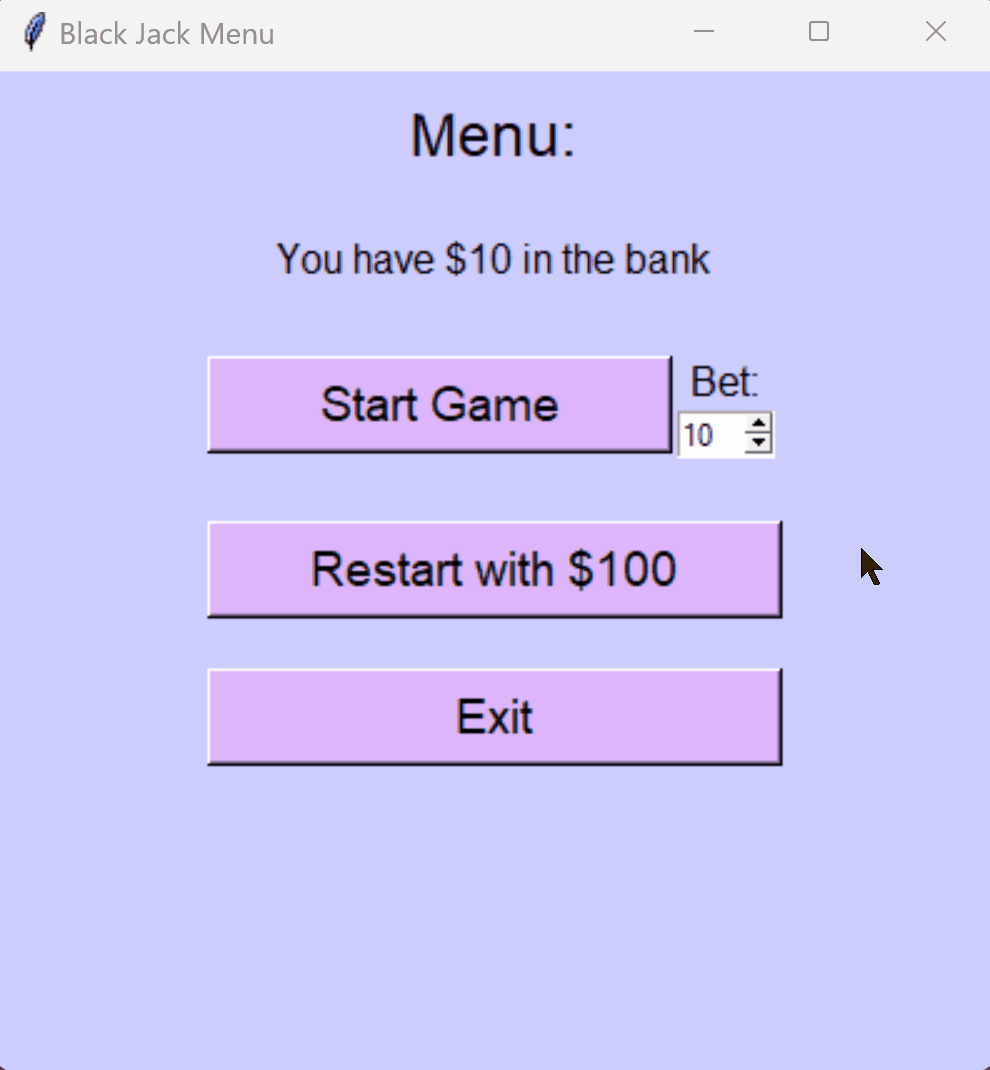 Black Jack Menu
Menu:
You have $10 in the bank
Start Game
Bet:
10
Restart with $100
Exit